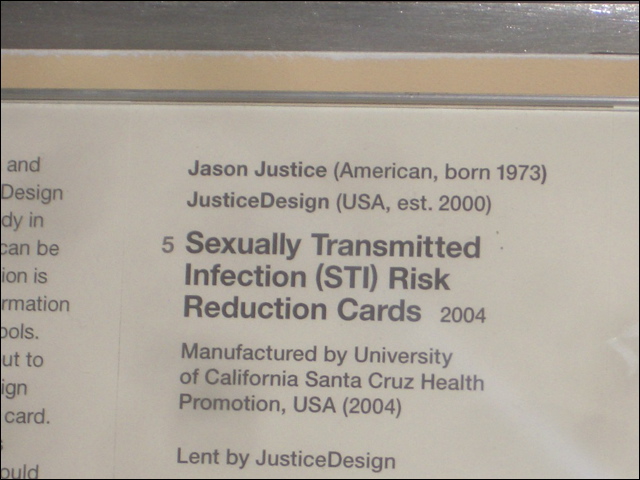 and
Design
dy in
can be
ion is
rmation
ools.
ut to
ign
card.
s
ould
Jason Justice (American, born 1973)
JusticeDesign (USA, est. 2000)
5 Sexually Transmitted
Infection (STI) Risk
Reduction Cards 2004
Manufactured by University
of California Santa Cruz Health
Promotion, USA (2004)
Lent by JusticeDesign